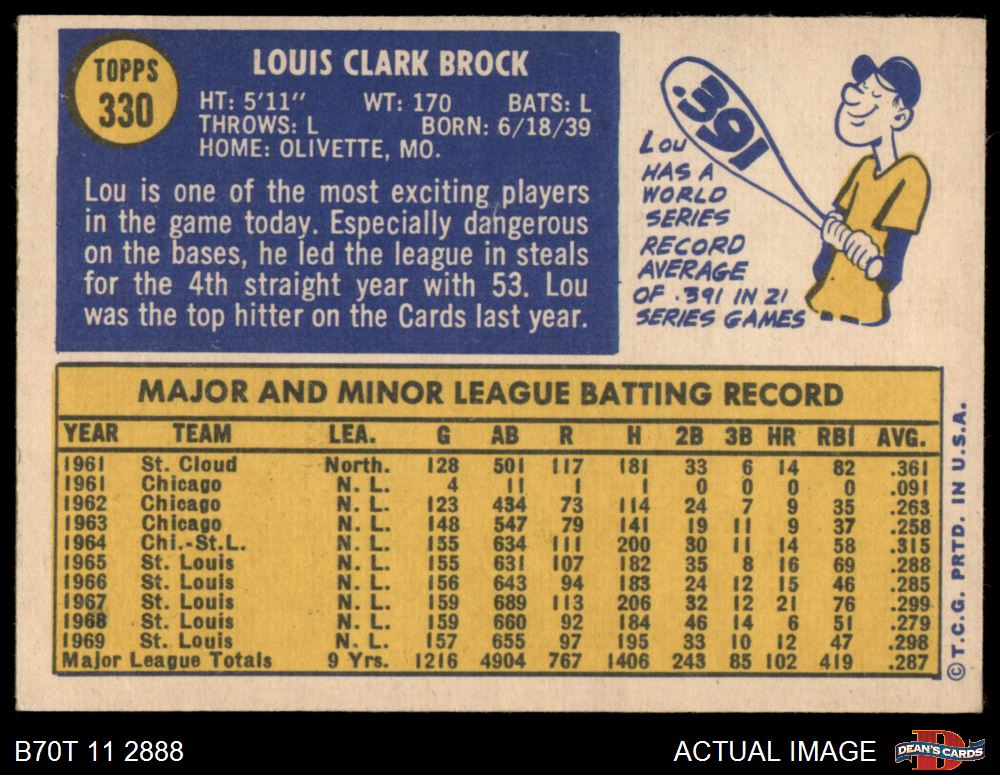 TOPPS
330
LOUIS CLARK BROCK
HT: 5'11" WT: 170 BATS: L
THROWS: L BORN: 6/18/39
HOME: OLIVETTE, MO.
Lou is one of the most exciting players
in the game today. Especially dangerous
on the bases, he led the league in steals
for the 4th straight year with 53. Lou
was the top hitter on the Cards last year.
.391
Lou
HAS A
WORLD
SERIES
RECORD
AVERAGE
OF .391 IN 21
SERIES GAMES
MAJOR AND MINOR LEAGUE BATTING RECORD
YEAR TEAM LEA. G AB R H 2B 3B HR RBI AVG.
1961 St. Cloud North. 128 501 117 181 33 6 14 82 .361
1961 Chicago N. L. 4 11 1 1 0 0 0 0 .091
1962 Chicago N. L. 123 434 73 114 24 7 9 35 .263
1963 Chicago N. L. 148 547 79 141 19 11 9 37 .258
1964 Chi.-St.L. N. L. 155 634 111 200 30 11 14 58 .315
1965 St. Louis N. L. 155 631 107 182 35 8 16 69 .288
1966 St. Louis N. L. 156 643 94 183 24 12 15 46 .285
1967 St. Louis N. L. 159 689 113 206 32 12 21 76 .299
1968 St. Louis N. L. 159 660 92 184 46 14 6 51 .279
1969 St. Louis N. L. 157 655 97 195 33 10 12 47 .298
Major League Totals 9 Yrs. 1216 4904 767 1406 243 85 102 419 .287
© T.C.G. PRTD. IN U.S.A.
B70T 11 2888
ACTUAL IMAGE
D
DEAN'S CARDS